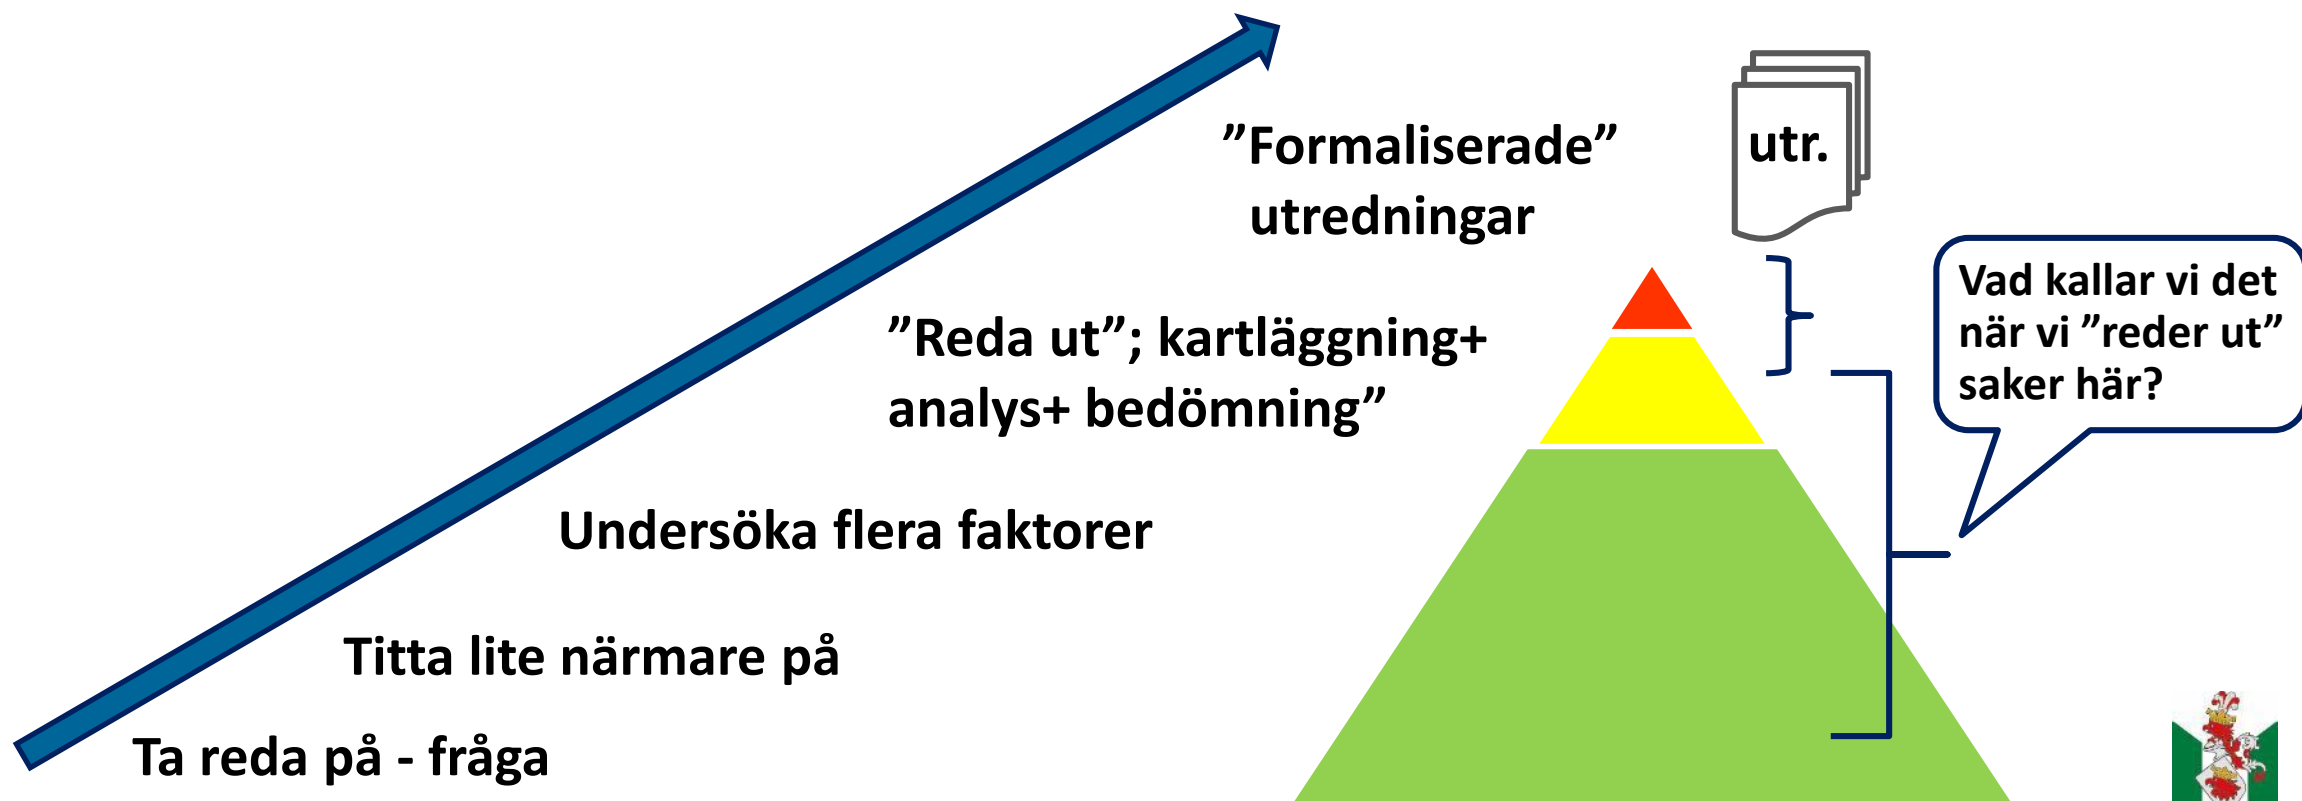 ”Formaliserade”
utredningar
utr.
Vad kallar vi det
när vi ”reder ut”
saker här?
”Reda ut”; kartläggning+
analys+ bedömning”
Undersöka flera faktorer
Titta lite närmare på
Ta reda på - fråga